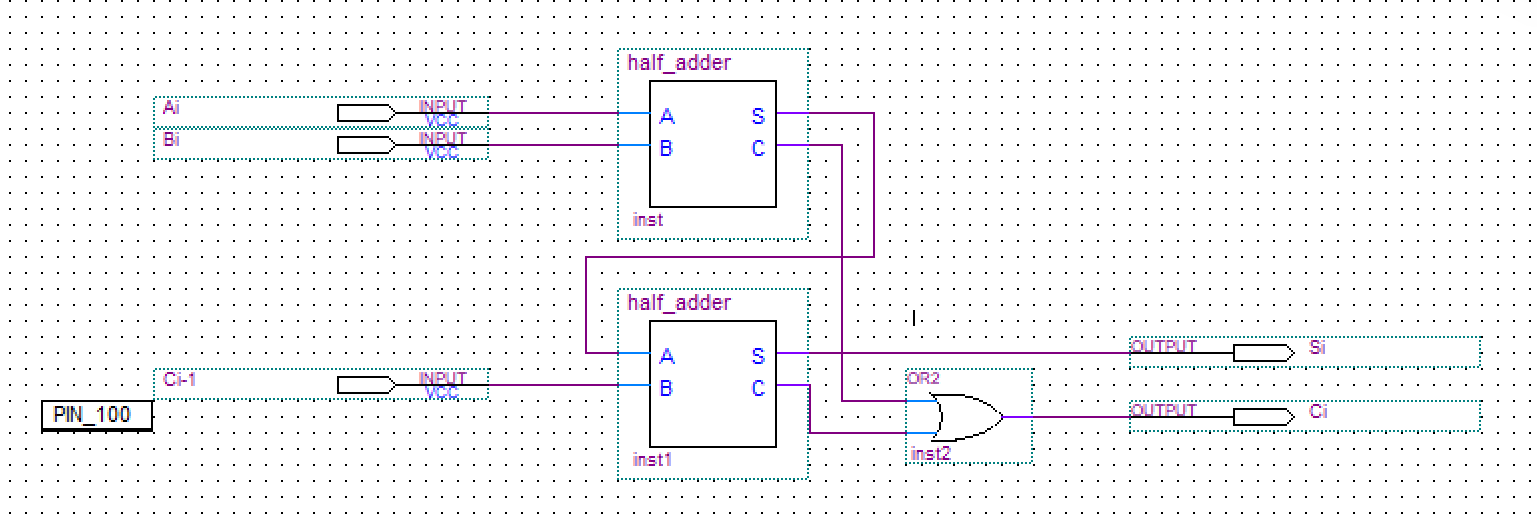 half_adder
Ai INPUT
VCC
Bi INPUT
VCC
A S
B C
inst
half_adder
Ci-1 INPUT
VCC
PIN_100
A S
B C
inst1
OR2
inst2
OUTPUT Si
OUTPUT Ci